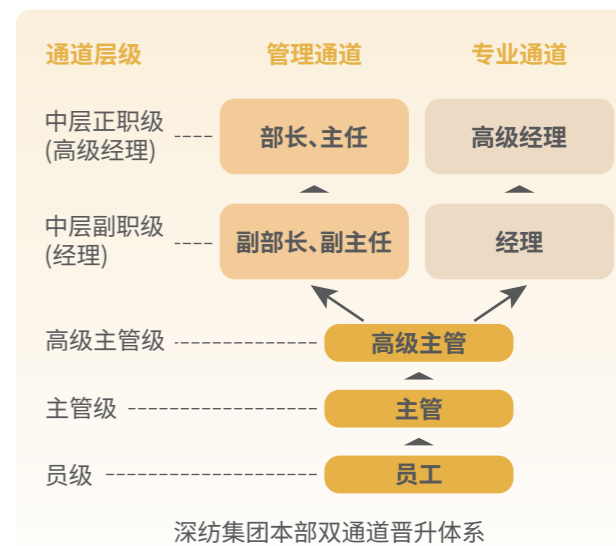 通道层级 管理通道 专业通道
中层正职级
(高级经理)
部长、主任 高级经理
中层副职级
(经理)
副部长、副主任 经理
高级主管级 高级主管
主管级 主管
员级 员工
深纺集团本部双通道晋升体系